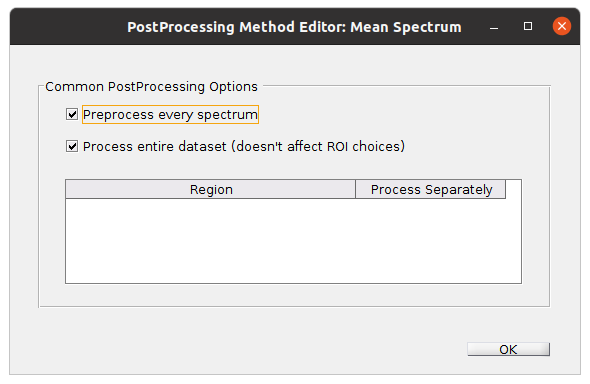 PostProcessing Method Editor: Mean Spectrum
Common PostProcessing Options
Preprocess every spectrum
Process entire dataset (doesn't affect ROI choices)
Region Process Separately
OK